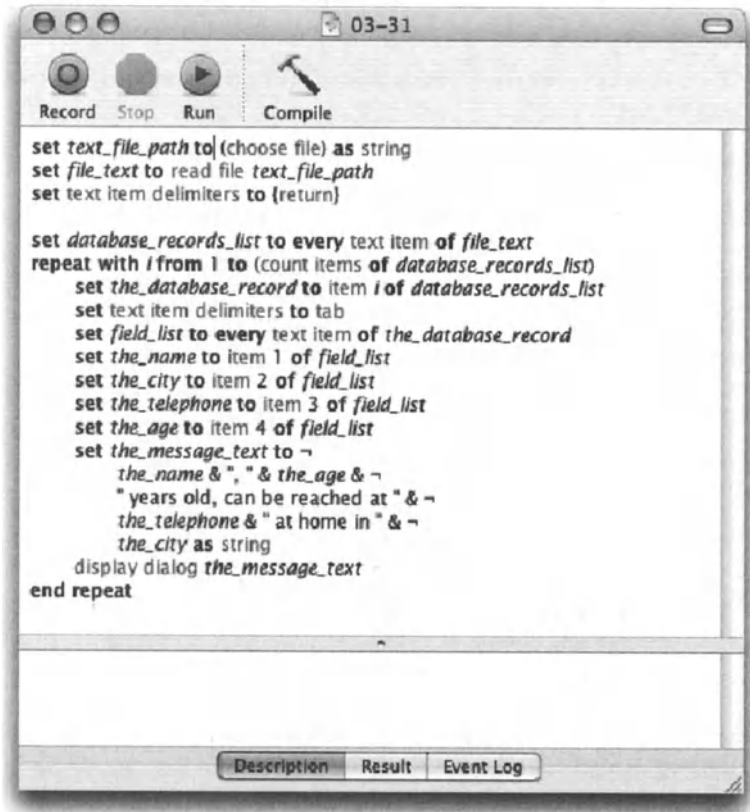 03-31
Record Stop Run Compile
set text_file_path to (choose file) as string
set file_text to read file text_file_path
set text item delimiters to {return}
set database_records_list to every text item of file_text
repeat with i from 1 to (count items of database_records_list)
set the_database_record to item i of database_records_list
set text item delimiters to tab
set field_list to every text item of the_database_record
set the_name to item 1 of field_list
set the_city to item 2 of field_list
set the_telephone to item 3 of field_list
set the_age to item 4 of field_list
set the_message_text to ¬
the_name & ", " & the_age & ¬
" years old, can be reached at " & ¬
the_telephone & " at home in " & ¬
the_city as string
display dialog the_message_text
end repeat
Description Result Event Log